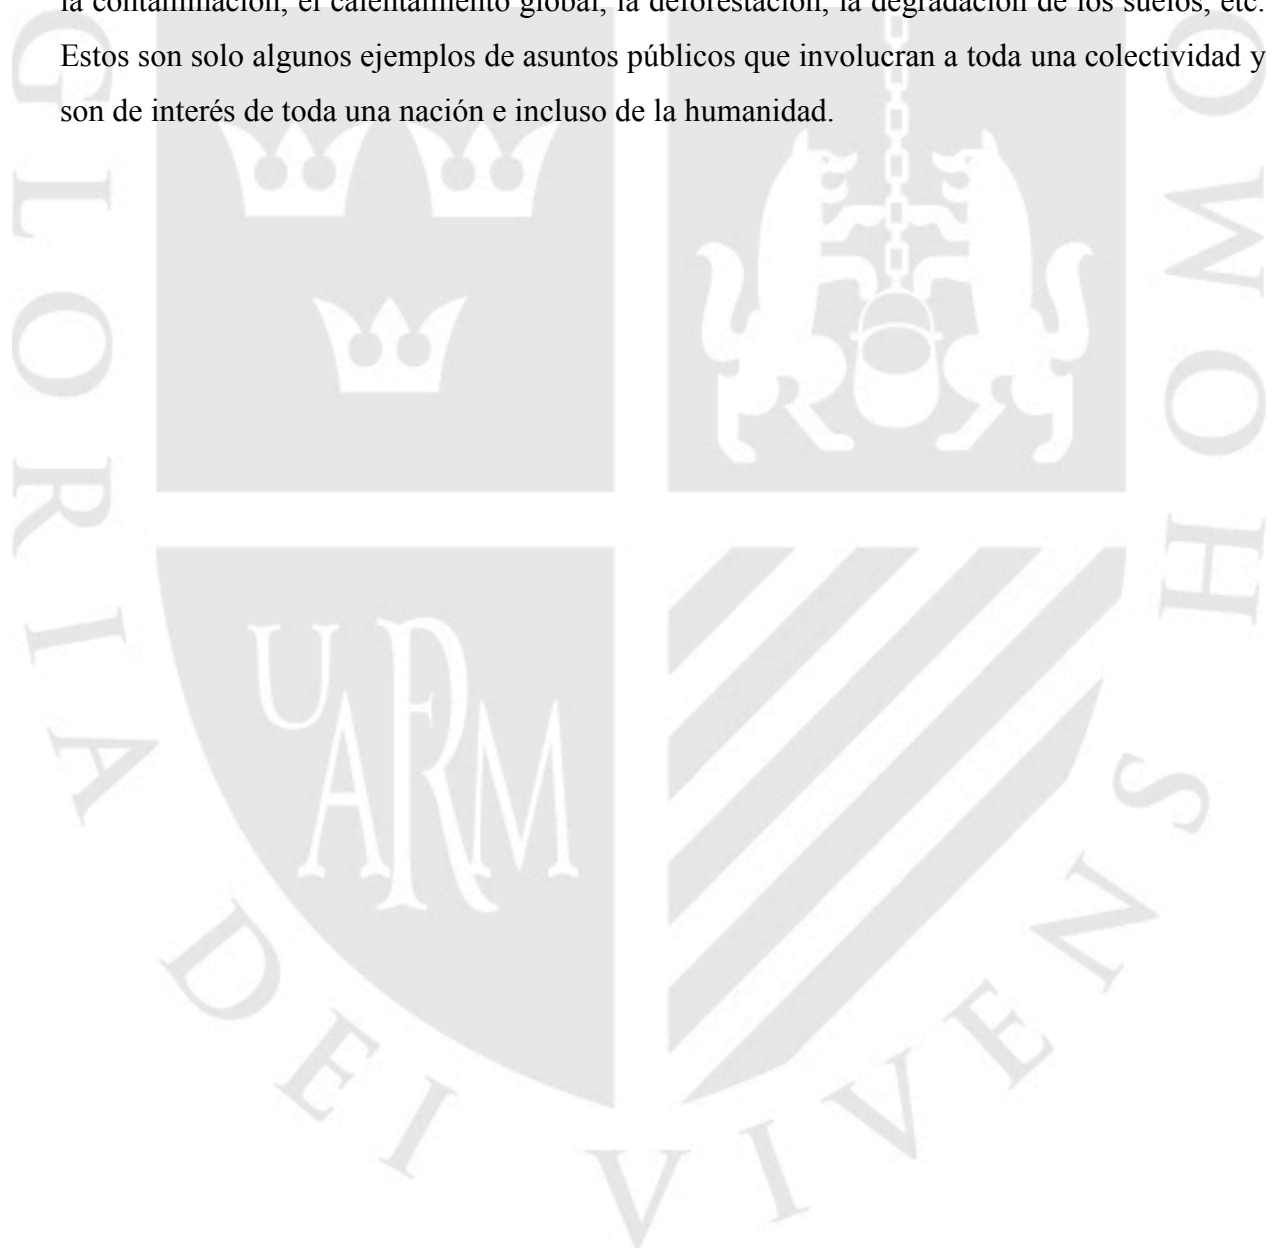 la contaminación, el calentamiento global, la deforestación, la degradación de los suelos, etc.
Estos son solo algunos ejemplos de asuntos públicos que involucran a toda una colectividad y
son de interés de toda una nación e incluso de la humanidad.
GLORIA DEI VIVENS HOMO
UARM